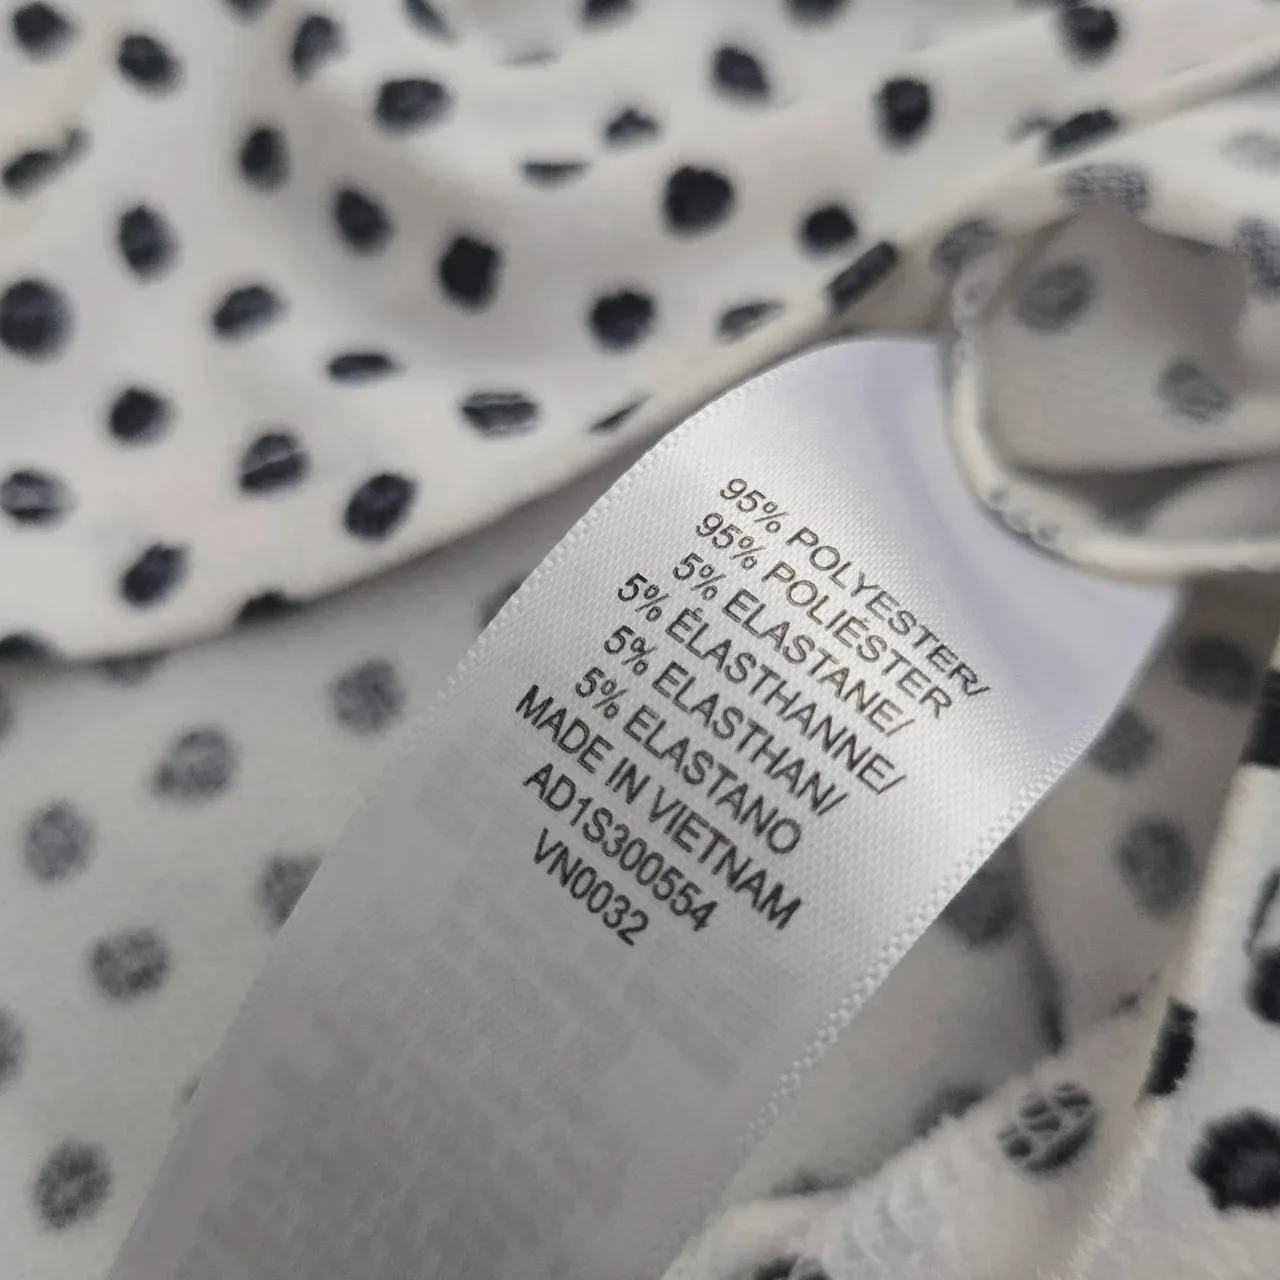 95% POLYESTER/
95% POLIÉSTER
5% ELASTANE/
5% ÉLASTHANNE/
5% ELASTHAN/
5% ELASTANO
MADE IN VIETNAM
AD1S300554
VN0032